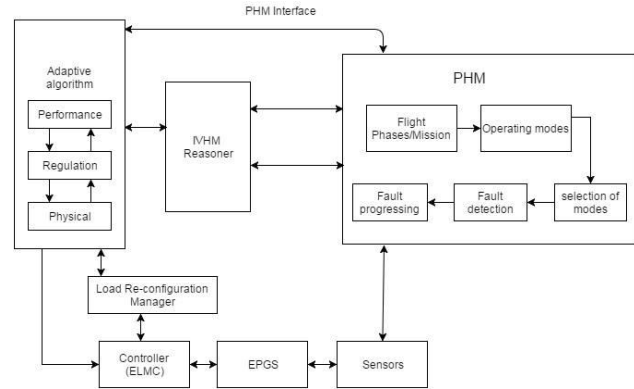 PHM Interface
Adaptive
algorithm
Performance
Regulation
Physical
IVHM
Reasoner
PHM
Flight
Phases/Mission
Operating modes
Fault
progressing
Fault
detection
selection of
modes
Load Re-configuration
Manager
Controller
(ELMC)
EPGS
Sensors